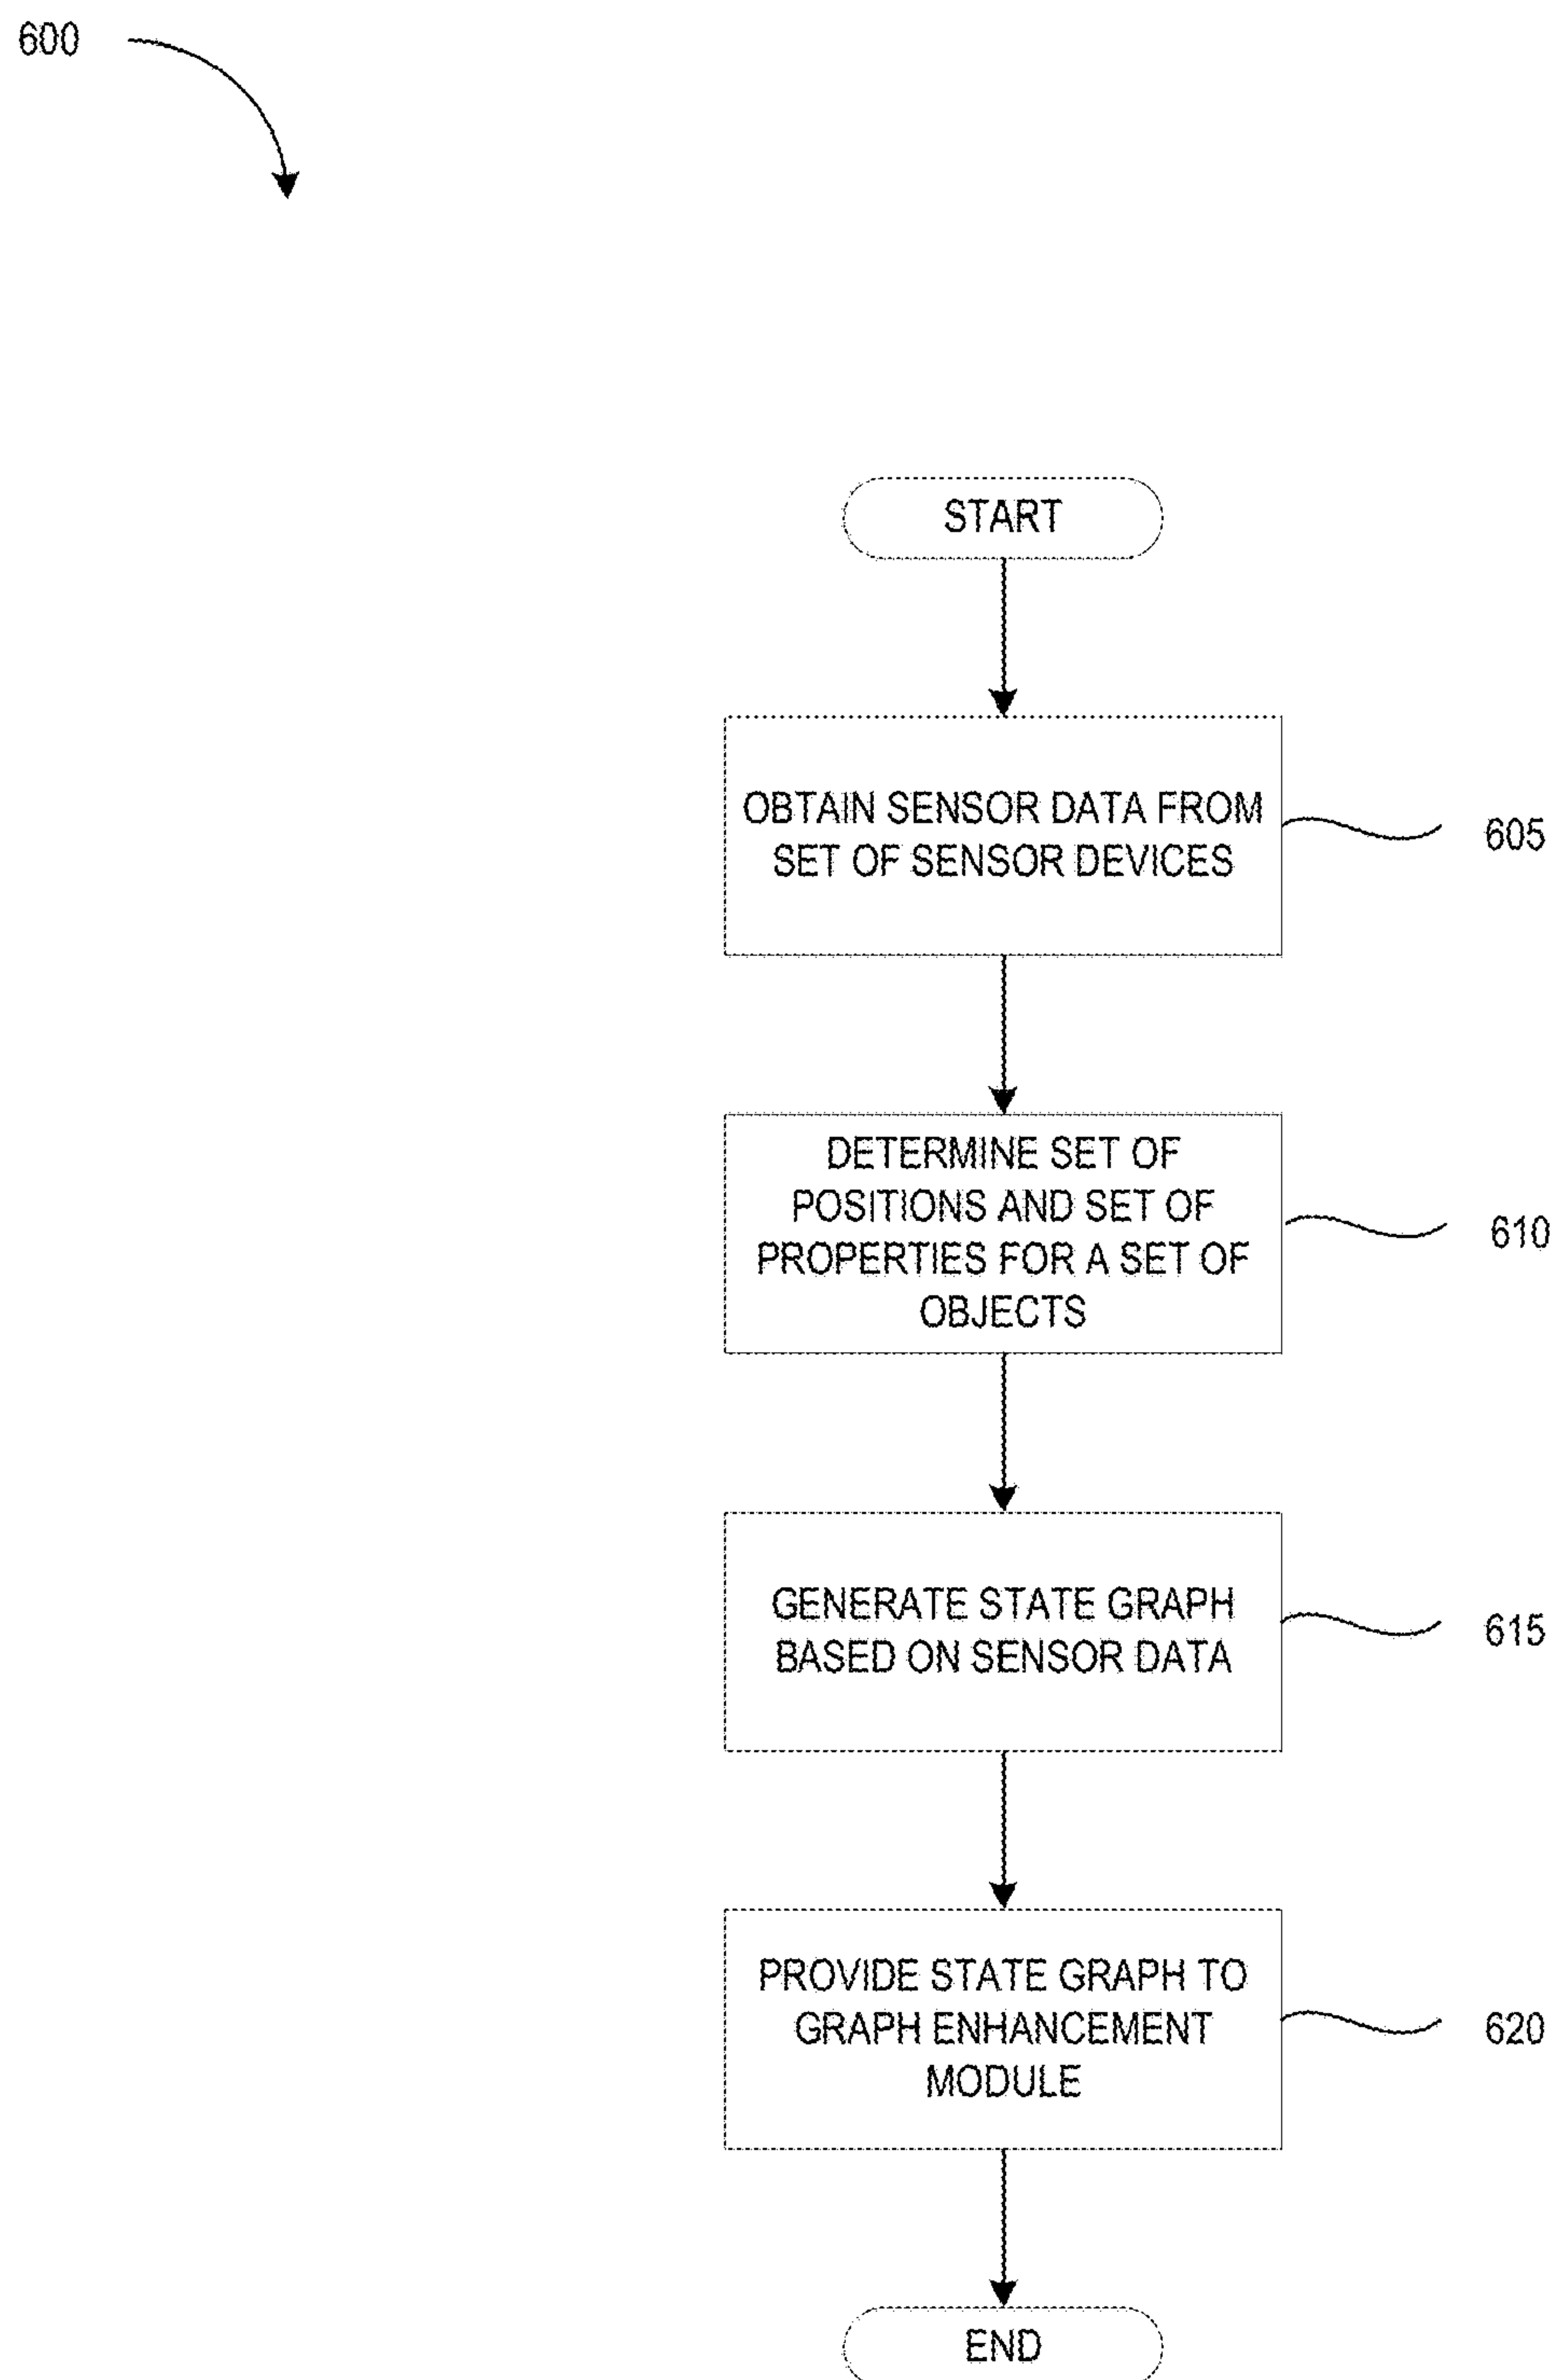 600
START
OBTAIN SENSOR DATA FROM
SET OF SENSOR DEVICES
605
DETERMINE SET OF
POSITIONS AND SET OF
PROPERTIES FOR A SET OF
OBJECTS
610
GENERATE STATE GRAPH
BASED ON SENSOR DATA
615
PROVIDE STATE GRAPH TO
GRAPH ENHANCEMENT
MODULE
620
END